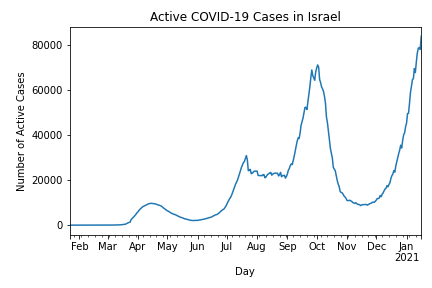 Active COVID-19 Cases in Israel
Number of Active Cases
80000
60000
40000
20000
0
Feb Mar Apr May Jun Jul Aug Sep Oct Nov Dec Jan
2021
Day